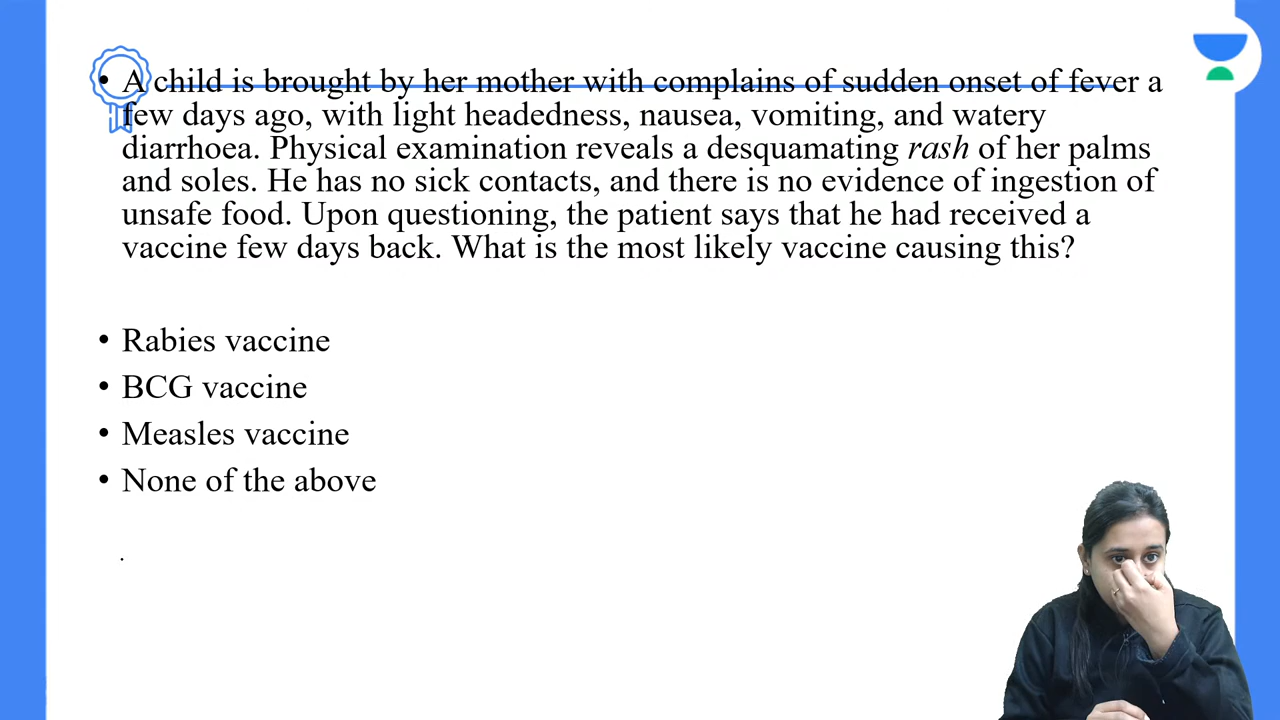 • A child is brought by her mother with complains of sudden onset of fever a
few days ago, with light headedness, nausea, vomiting, and watery
diarrhoea. Physical examination reveals a desquamating rash of her palms
and soles. He has no sick contacts, and there is no evidence of ingestion of
unsafe food. Upon questioning, the patient says that he had received a
vaccine few days back. What is the most likely vaccine causing this?
• Rabies vaccine
• BCG vaccine
• Measles vaccine
• None of the above
.